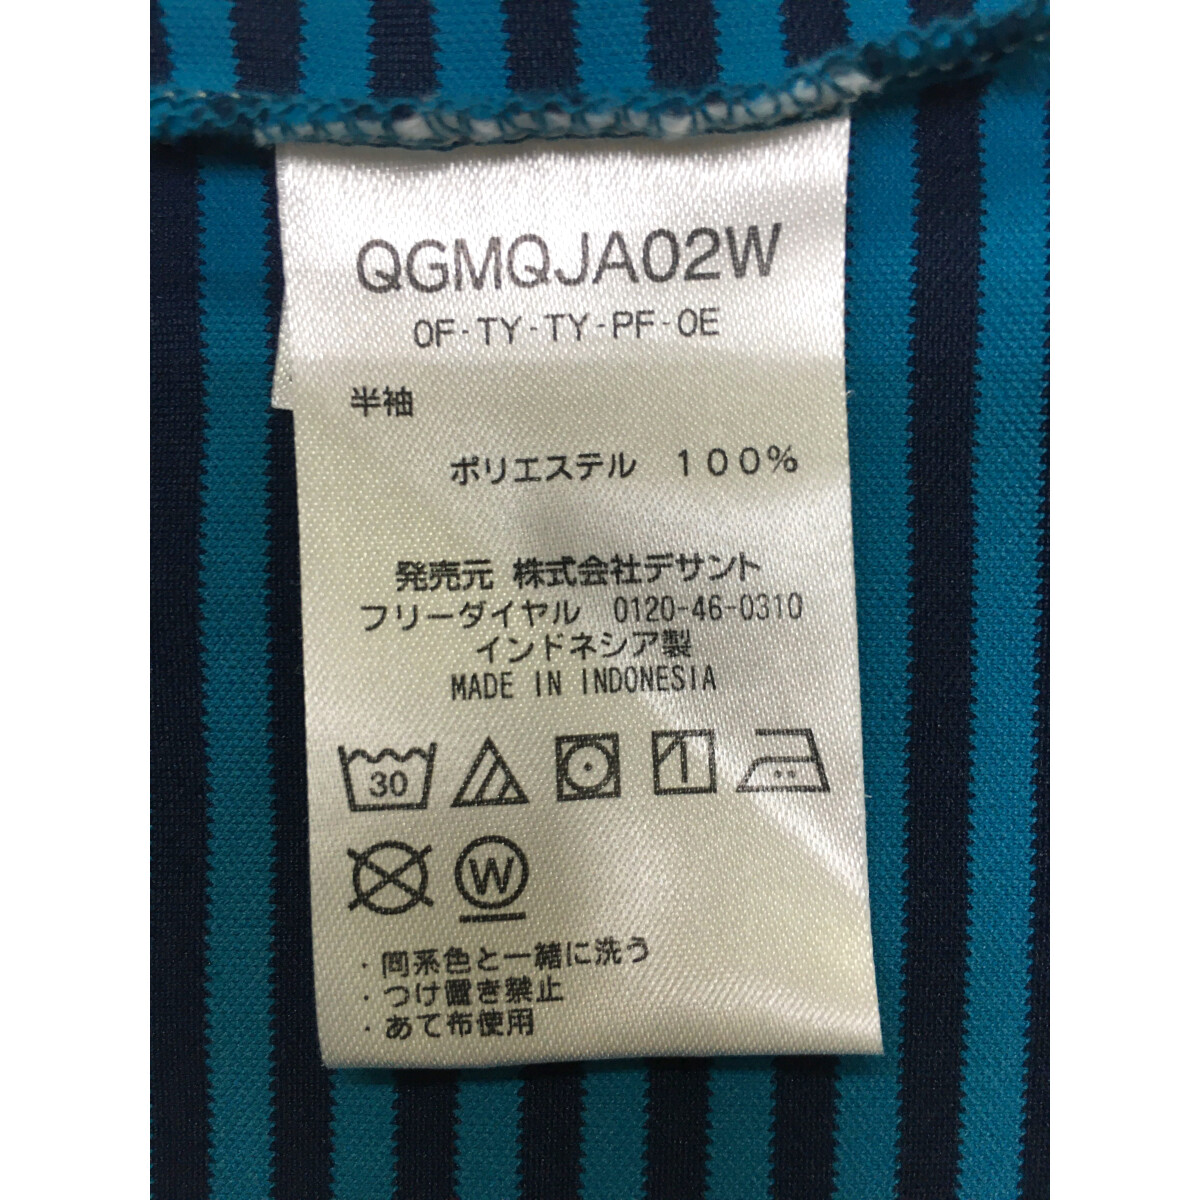 QGMQJA02W
OF-TY-TY-PF-OE
半袖
ポリエステル 100%
発売元 株式会社デサント
フリーダイヤル 0120-46-0310
インドネシア製
MADE IN INDONESIA
30
W
・同系色と一緒に洗う
・つけ置き禁止
・あて布使用